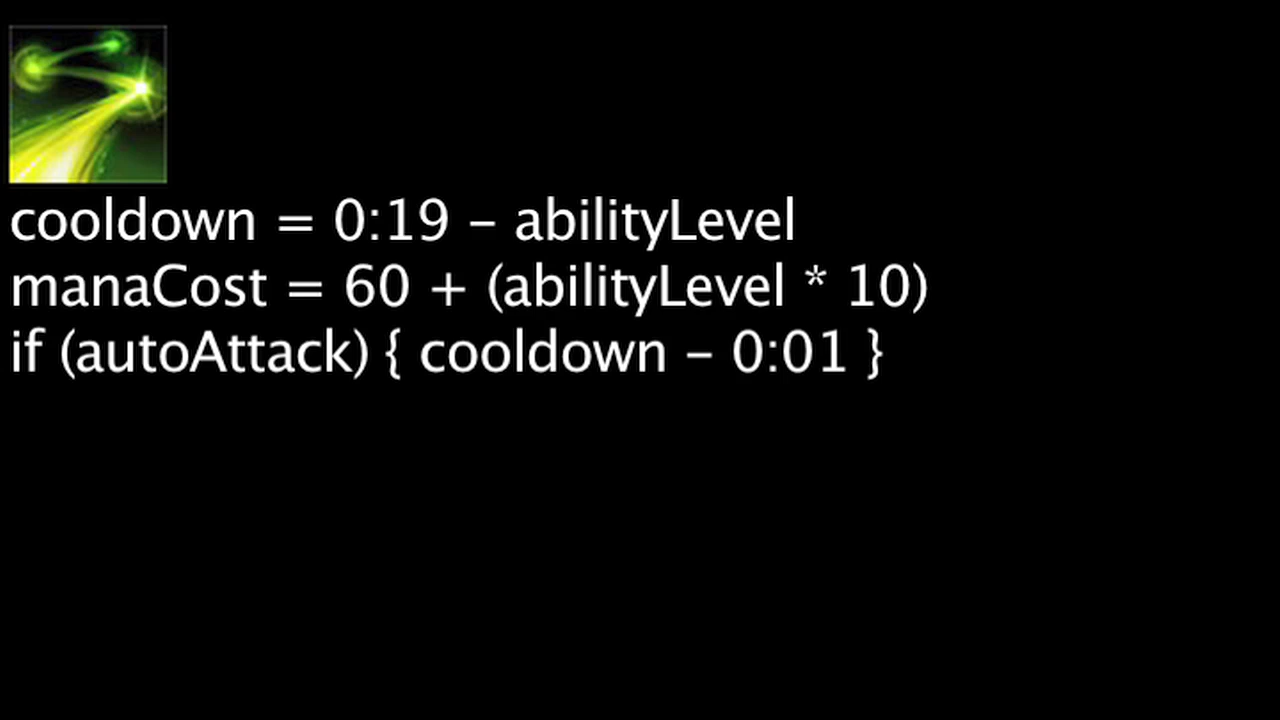 cooldown = 0:19 – abilityLevel
manaCost = 60 + (abilityLevel * 10)
if (autoAttack) { cooldown – 0:01 }